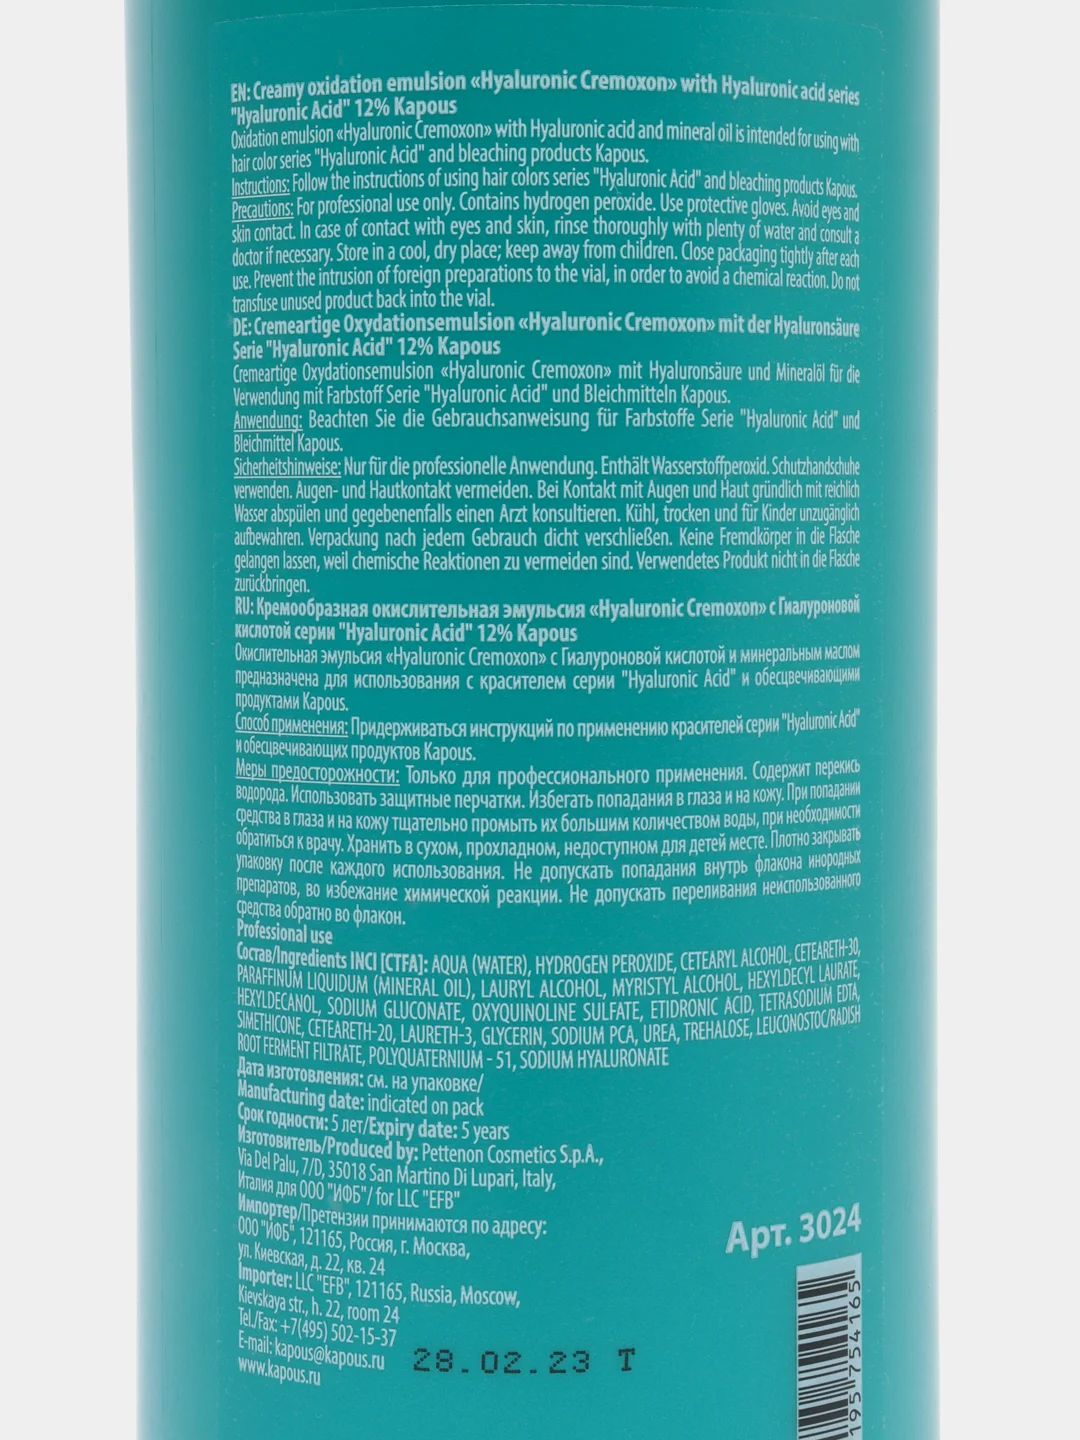 EN: Creamy oxidation emulsion «Hyaluronic Cremoxon» with Hyaluronic acid series
"Hyaluronic Acid" 12% Kapous
Oxidation emulsion «Hyaluronic Cremoxon» with Hyaluronic acid and mineral oil is intended for using with
hair color series "Hyaluronic Acid" and bleaching products Kapous.
Instructions: Follow the instructions of using hair colors series "Hyaluronic Acid" and bleaching products Kapous.
Precautions: For professional use only. Contains hydrogen peroxide. Use protective gloves. Avoid eyes and
skin contact. In case of contact with eyes and skin, rinse thoroughly with plenty of water and consult a
doctor if necessary. Store in a cool, dry place; keep away from children. Close packaging tightly after each
use. Prevent the intrusion of foreign preparations to the vial, in order to avoid a chemical reaction. Do not
transfuse unused product back into the vial.
DE: Cremeartige Oxydationsemulsion «Hyaluronic Cremoxon» mit der Hyaluronsäure
Serie "Hyaluronic Acid" 12% Kapous
Cremeartige Oxydationsemulsion «Hyaluronic Cremoxon» mit Hyaluronsäure und Mineralöl für die
Verwendung mit Farbstoff Serie "Hyaluronic Acid" und Bleichmitteln Kapous.
Anwendung: Beachten Sie die Gebrauchsanweisung für Farbstoffe Serie "Hyaluronic Acid" und
Bleichmittel Kapous.
Sicherheitshinweise: Nur für die professionelle Anwendung. Enthält Wasserstoffperoxid. Schutzhandschuhe
verwenden. Augen- und Hautkontakt vermeiden. Bei Kontakt mit Augen und Haut gründlich mit reichlich
Wasser abspülen und gegebenenfalls einen Arzt konsultieren. Kühl, trocken und für Kinder unzugänglich
aufbewahren. Verpackung nach jedem Gebrauch dicht verschließen. Keine Fremdkörper in die Flasche
gelangen lassen, weil chemische Reaktionen zu vermeiden sind. Verwendetes Produkt nicht in die Flasche
zurückbringen.
RU: Кремообразная окислительная эмульсия «Hyaluronic Cremoxon» с Гиалуроновой
кислотой серии "Hyaluronic Acid" 12% Kapous
Окислительная эмульсия «Hyaluronic Cremoxon» с Гиалуроновой кислотой и минеральным маслом
предназначена для использования с красителем серии "Hyaluronic Acid" и обесцвечивающими
продуктами Kapous.
Способ применения: Придерживаться инструкций по применению красителей серии "Hyaluronic Acid"
и обесцвечивающих продуктов Kapous.
Меры предосторожности: Только для профессионального применения. Содержит перекись
водорода. Использовать защитные перчатки. Избегать попадания в глаза и на кожу. При попадании
средства в глаза и на кожу тщательно промыть их большим количеством воды, при необходимости
обратиться к врачу. Хранить в сухом, прохладном, недоступном для детей месте. Плотно закрывать
упаковку после каждого использования. Не допускать попадания внутрь флакона инородных
препаратов, во избежание химической реакции. Не допускать переливания неиспользованного
средства обратно во флакон.
Professional use
Состав/Ingredients INCI [CTFA]: AQUA (WATER), HYDROGEN PEROXIDE, CETEARYL ALCOHOL, CETEARETH-30,
PARAFFINUM LIQUIDUM (MINERAL OIL), LAURYL ALCOHOL, MYRISTYL ALCOHOL, HEXYLDECYL LAURATE,
HEXYLDECANOL, SODIUM GLUCONATE, OXYQUINOLINE SULFATE, ETIDRONIC ACID, TETRASODIUM EDTA,
SIMETHICONE, CETEARETH-20, LAURETH-3, GLYCERIN, SODIUM PCA, UREA, TREHALOSE, LEUCONOSTOC/RADISH
ROOT FERMENT FILTRATE, POLYQUATERNIUM - 51, SODIUM HYALURONATE
Дата изготовления: см. на упаковке/
Manufacturing date: indicated on pack
Срок годности: 5 лет/Expiry date: 5 years
Изготовитель/Produced by: Pettenon Cosmetics S.p.A.,
Via Del Palu, 7/D, 35018 San Martino Di Lupari, Italy,
Италия для ООО "ИФБ"/ for LLC "EFB"
Импортер/Претензии принимаются по адресу:
ООО "ИФБ", 121165, Россия, г. Москва,
ул. Киевская, д. 22, кв. 24
Importer: LLC "EFB", 121165, Russia, Moscow,
Kievskaya str., h. 22, room 24
Tel./Fax: +7(495) 502-15-37
E-mail: kapous@kapous.ru
www.kapous.ru
28.02.23 T
Арт. 3024
195 754165